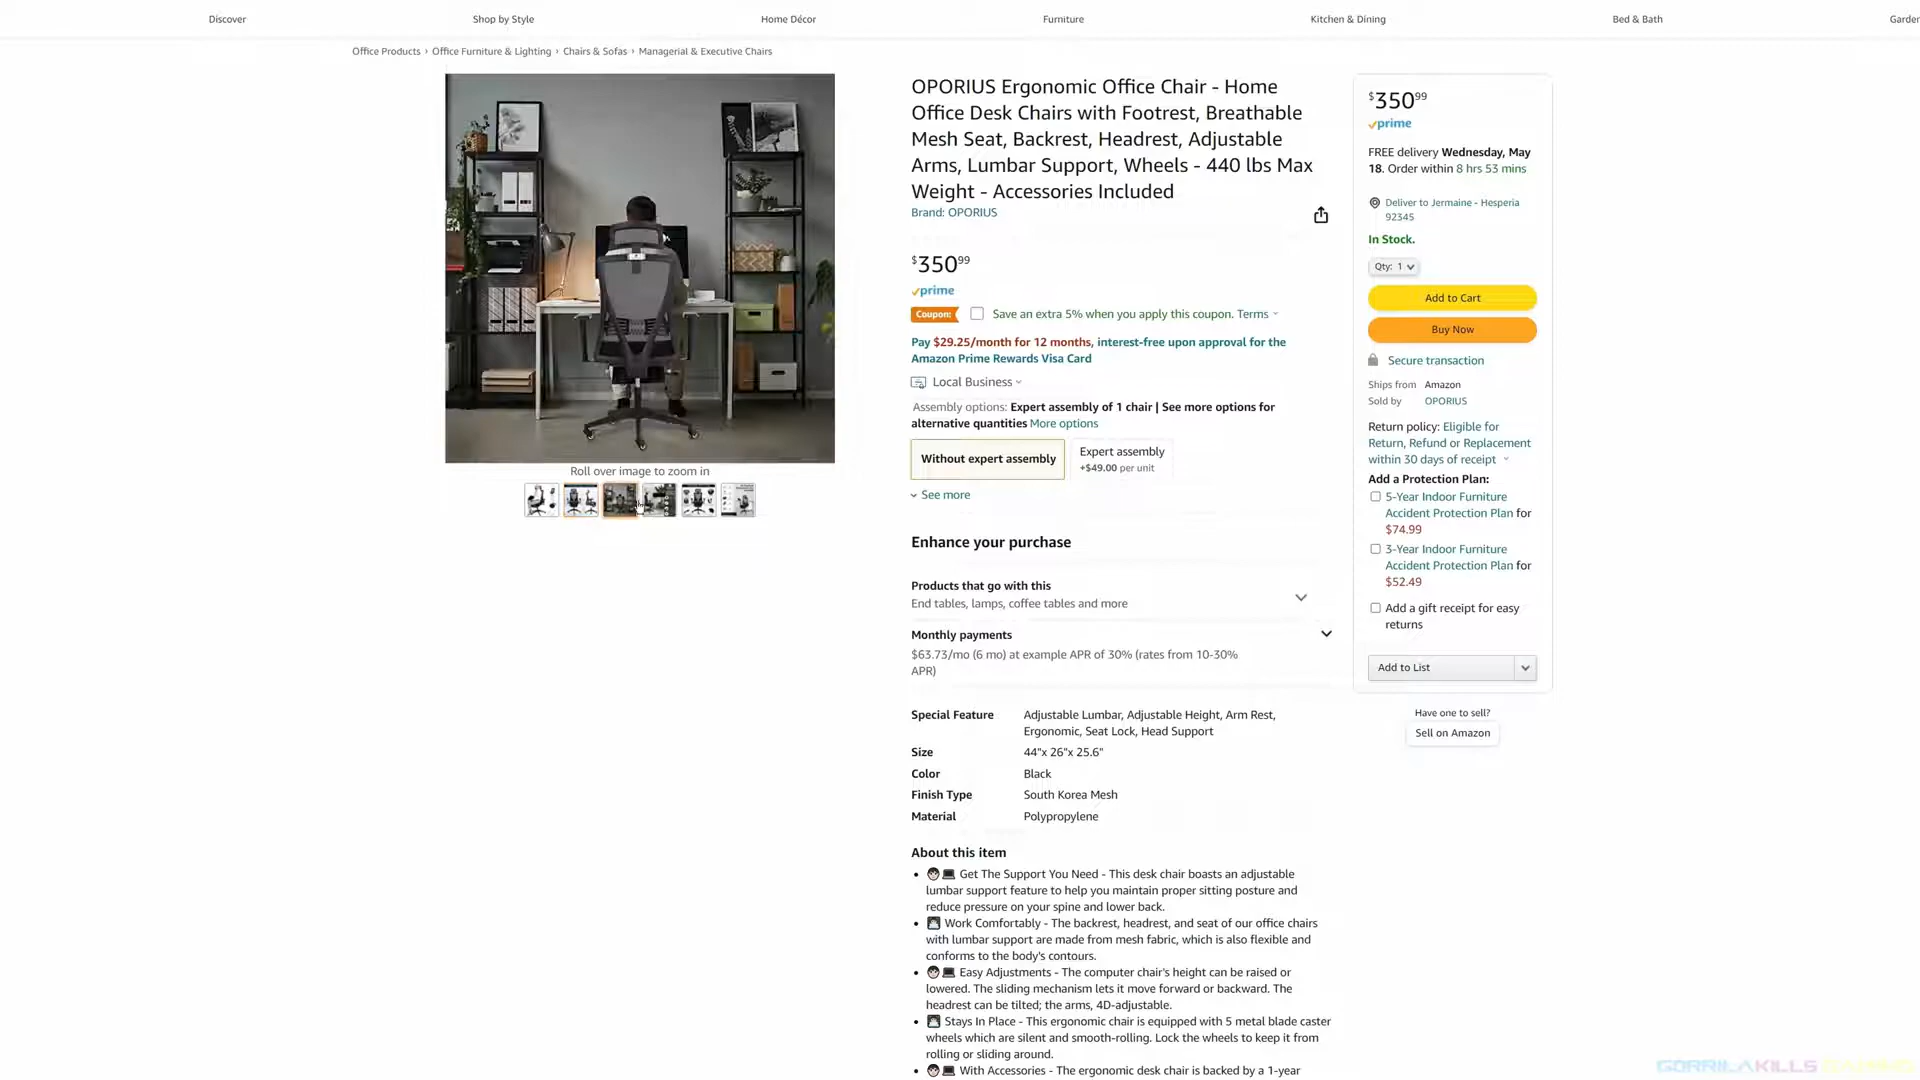 Discover
Shop by Style
Home Décor
Furniture
Kitchen & Dining
Bed & Bath
Garden
Office Products › Office Furniture & Lighting › Chairs & Sofas › Managerial & Executive Chairs
Roll over image to zoom in
OPORIUS Ergonomic Office Chair - Home
Office Desk Chairs with Footrest, Breathable
Mesh Seat, Backrest, Headrest, Adjustable
Arms, Lumbar Support, Wheels - 440 lbs Max
Weight - Accessories Included
Brand: OPORIUS
$350⁹⁹
prime
Coupon:
Save an extra 5% when you apply this coupon. Terms
Pay $29.25/month for 12 months, interest-free upon approval for the
Amazon Prime Rewards Visa Card
Local Business
Assembly options: Expert assembly of 1 chair | See more options for
alternative quantities More options
Without expert assembly
Expert assembly
+$49.00 per unit
See more
Enhance your purchase
Products that go with this
End tables, lamps, coffee tables and more
Monthly payments
$63.73/mo (6 mo) at example APR of 30% (rates from 10-30%
APR)
Special Feature
Adjustable Lumbar, Adjustable Height, Arm Rest,
Ergonomic, Seat Lock, Head Support
Size
44"x 26"x 25.6"
Color
Black
Finish Type
South Korea Mesh
Material
Polypropylene
About this item
Get The Support You Need - This desk chair boasts an adjustable
lumbar support feature to help you maintain proper sitting posture and
reduce pressure on your spine and lower back.
Work Comfortably - The backrest, headrest, and seat of our office chairs
with lumbar support are made from mesh fabric, which is also flexible and
conforms to the body's contours.
Easy Adjustments - The computer chair's height can be raised or
lowered. The sliding mechanism lets it move forward or backward. The
headrest can be tilted; the arms, 4D-adjustable.
Stays In Place - This ergonomic chair is equipped with 5 metal blade caster
wheels which are silent and smooth-rolling. Lock the wheels to keep it from
rolling or sliding around.
With Accessories - The ergonomic desk chair is backed by a 1-year
$350⁹⁹
prime
FREE delivery Wednesday, May
18. Order within 8 hrs 53 mins
Deliver to Jermaine - Hesperia
92345
In Stock.
Qty: 1
Add to Cart
Buy Now
Secure transaction
Ships from Amazon
Sold by OPORIUS
Return policy: Eligible for
Return, Refund or Replacement
within 30 days of receipt
Add a Protection Plan:
5-Year Indoor Furniture
Accident Protection Plan for
$74.99
3-Year Indoor Furniture
Accident Protection Plan for
$52.49
Add a gift receipt for easy
returns
Add to List
Have one to sell?
Sell on Amazon
GORRILAKILLS GAMING